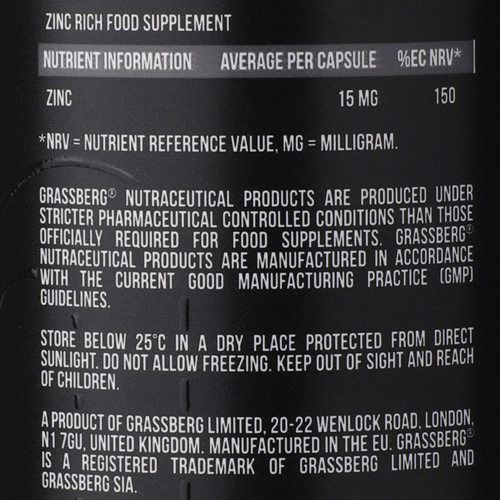 ZINC RICH FOOD SUPPLEMENT
NUTRIENT INFORMATION AVERAGE PER CAPSULE %EC NRV*
ZINC 15 MG 150
*NRV = NUTRIENT REFERENCE VALUE, MG = MILLIGRAM.
GRASSBERG® NUTRACEUTICAL PRODUCTS ARE PRODUCED UNDER
STRICTER PHARMACEUTICAL CONTROLLED CONDITIONS THAN THOSE
OFFICIALLY REQUIRED FOR FOOD SUPPLEMENTS. GRASSBERG®
NUTRACEUTICAL PRODUCTS ARE MANUFACTURED IN ACCORDANCE
WITH THE CURRENT GOOD MANUFACTURING PRACTICE (GMP)
GUIDELINES.
STORE BELOW 25°C IN A DRY PLACE PROTECTED FROM DIRECT
SUNLIGHT. DO NOT ALLOW FREEZING. KEEP OUT OF SIGHT AND REACH
OF CHILDREN.
A PRODUCT OF GRASSBERG LIMITED, 20-22 WENLOCK ROAD, LONDON,
N1 7GU, UNITED KINGDOM. MANUFACTURED IN THE EU. GRASSBERG®
IS A REGISTERED TRADEMARK OF GRASSBERG LIMITED AND
GRASSBERG SIA.